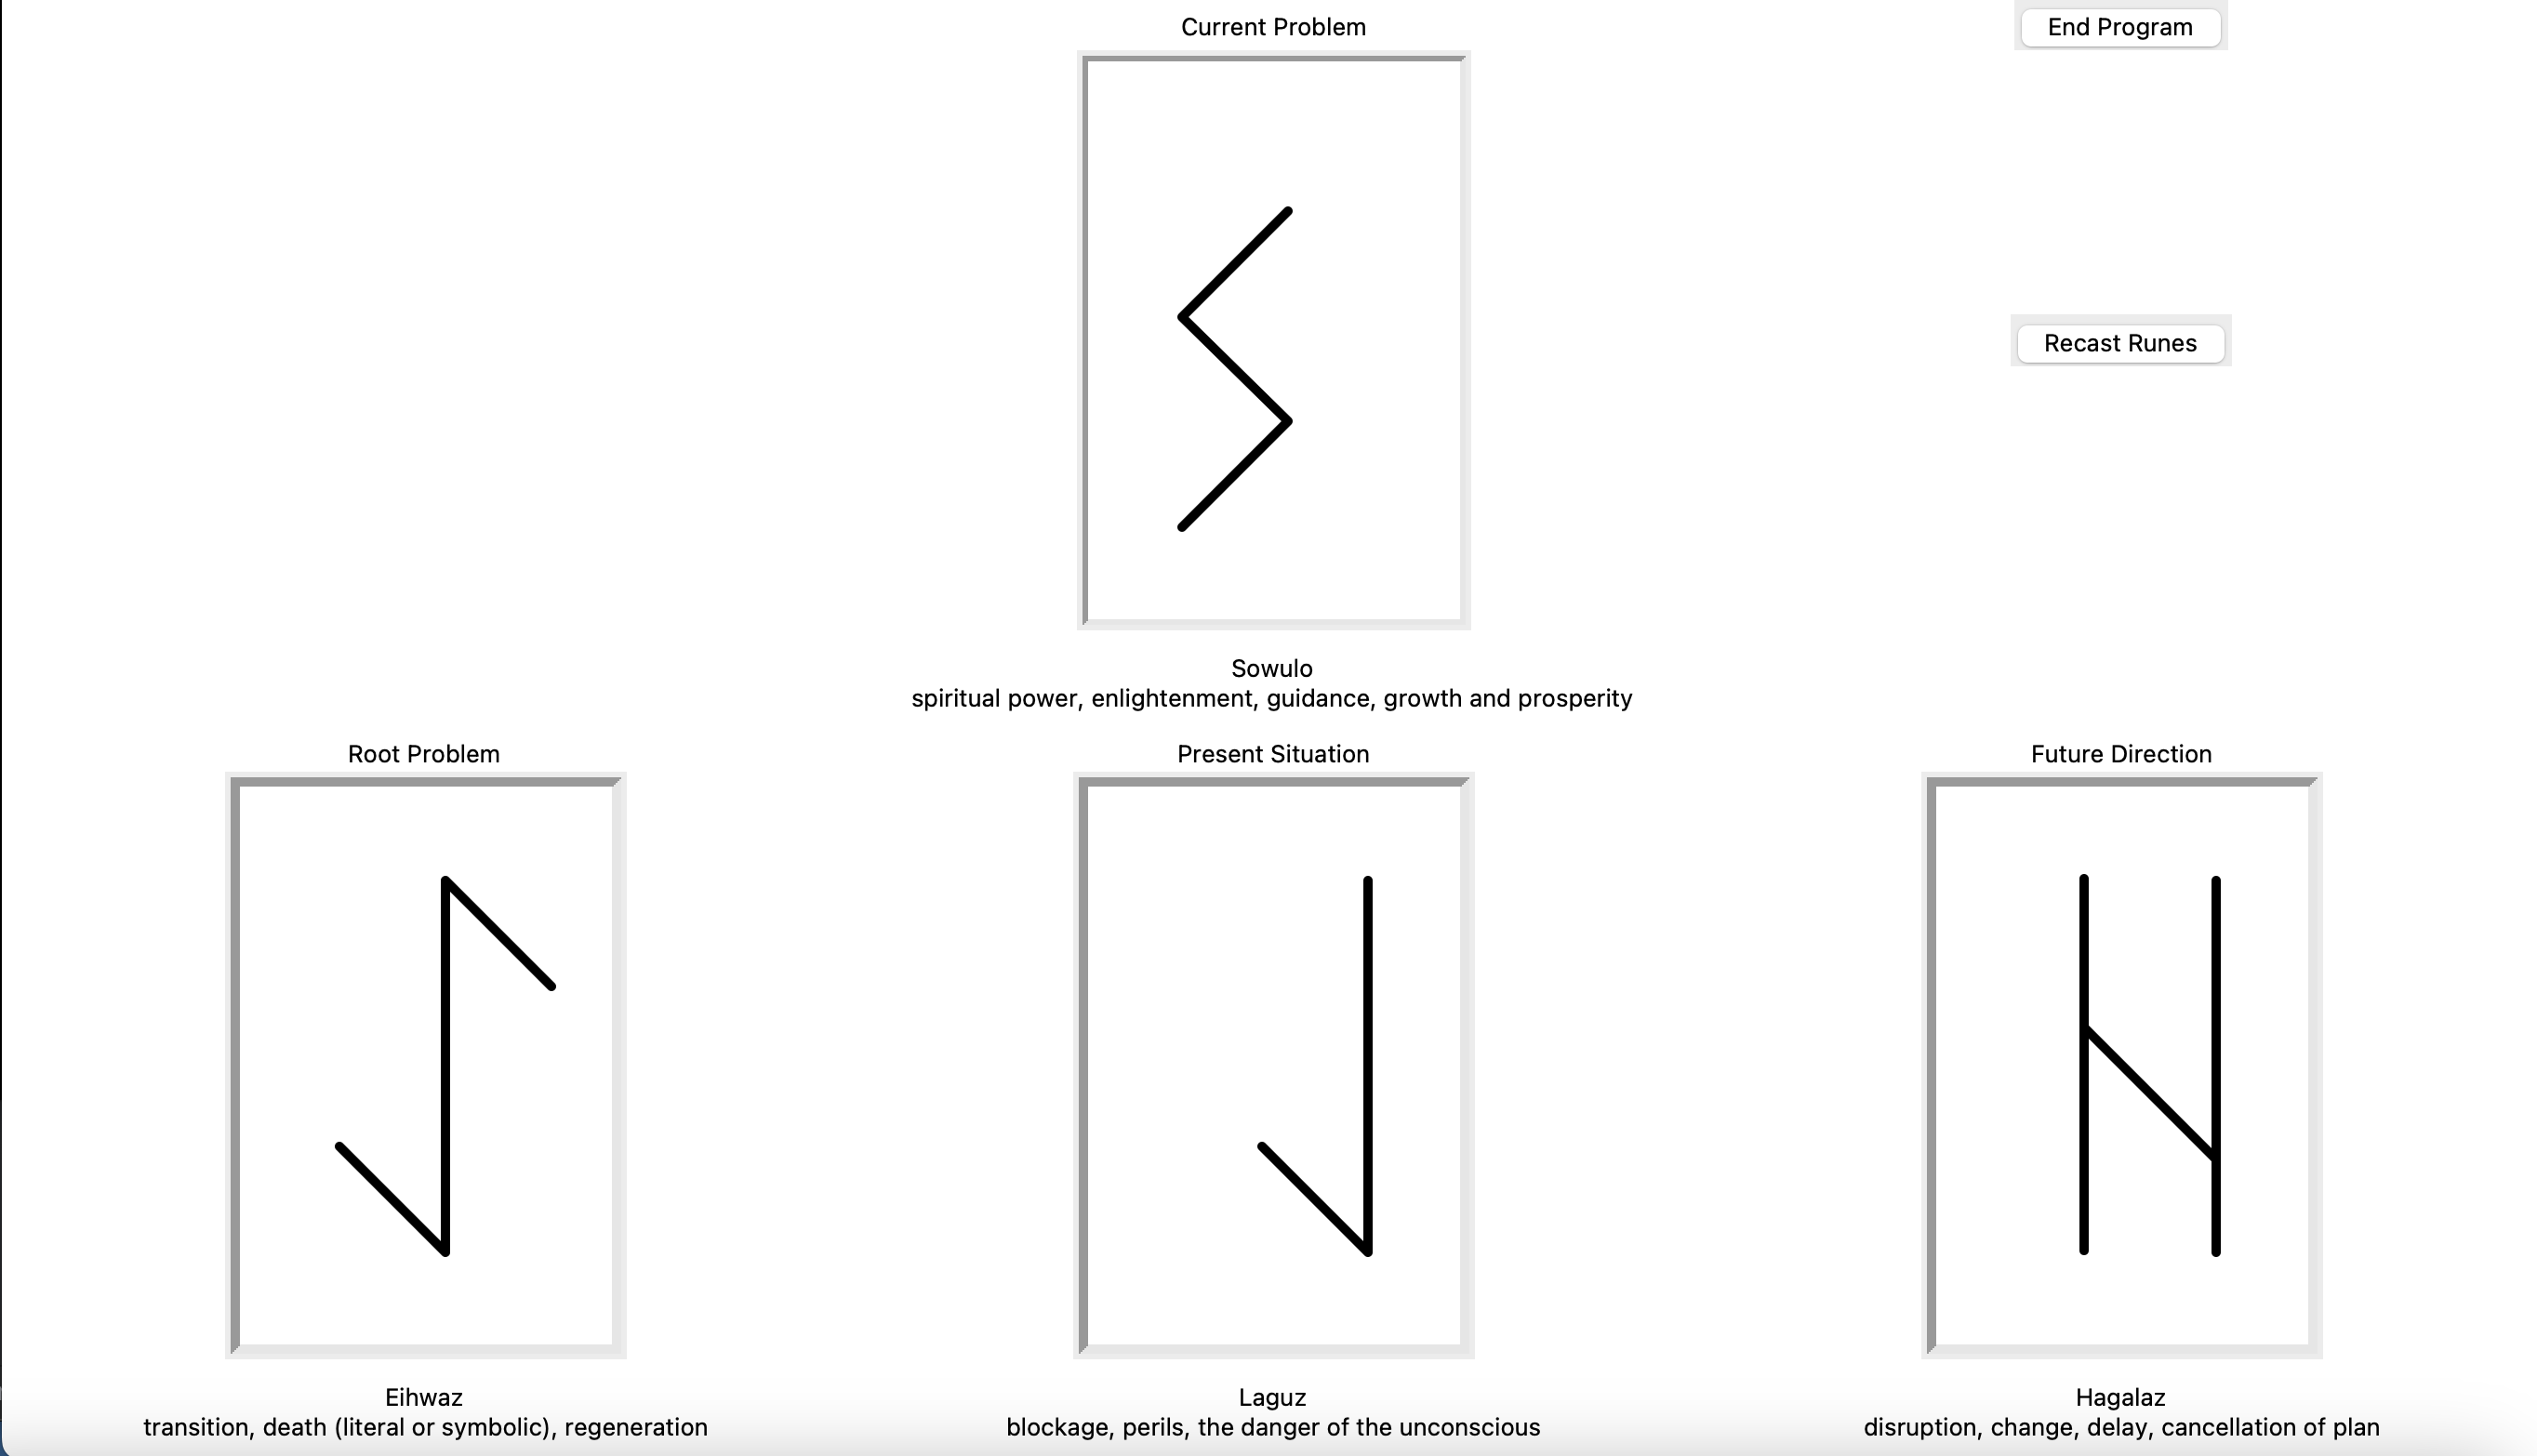 Current Problem
End Program
Recast Runes
Sowulo
spiritual power, enlightenment, guidance, growth and prosperity
Root Problem
Present Situation
Future Direction
Eihwaz
transition, death (literal or symbolic), regeneration
Laguz
blockage, perils, the danger of the unconscious
Hagalaz
disruption, change, delay, cancellation of plan